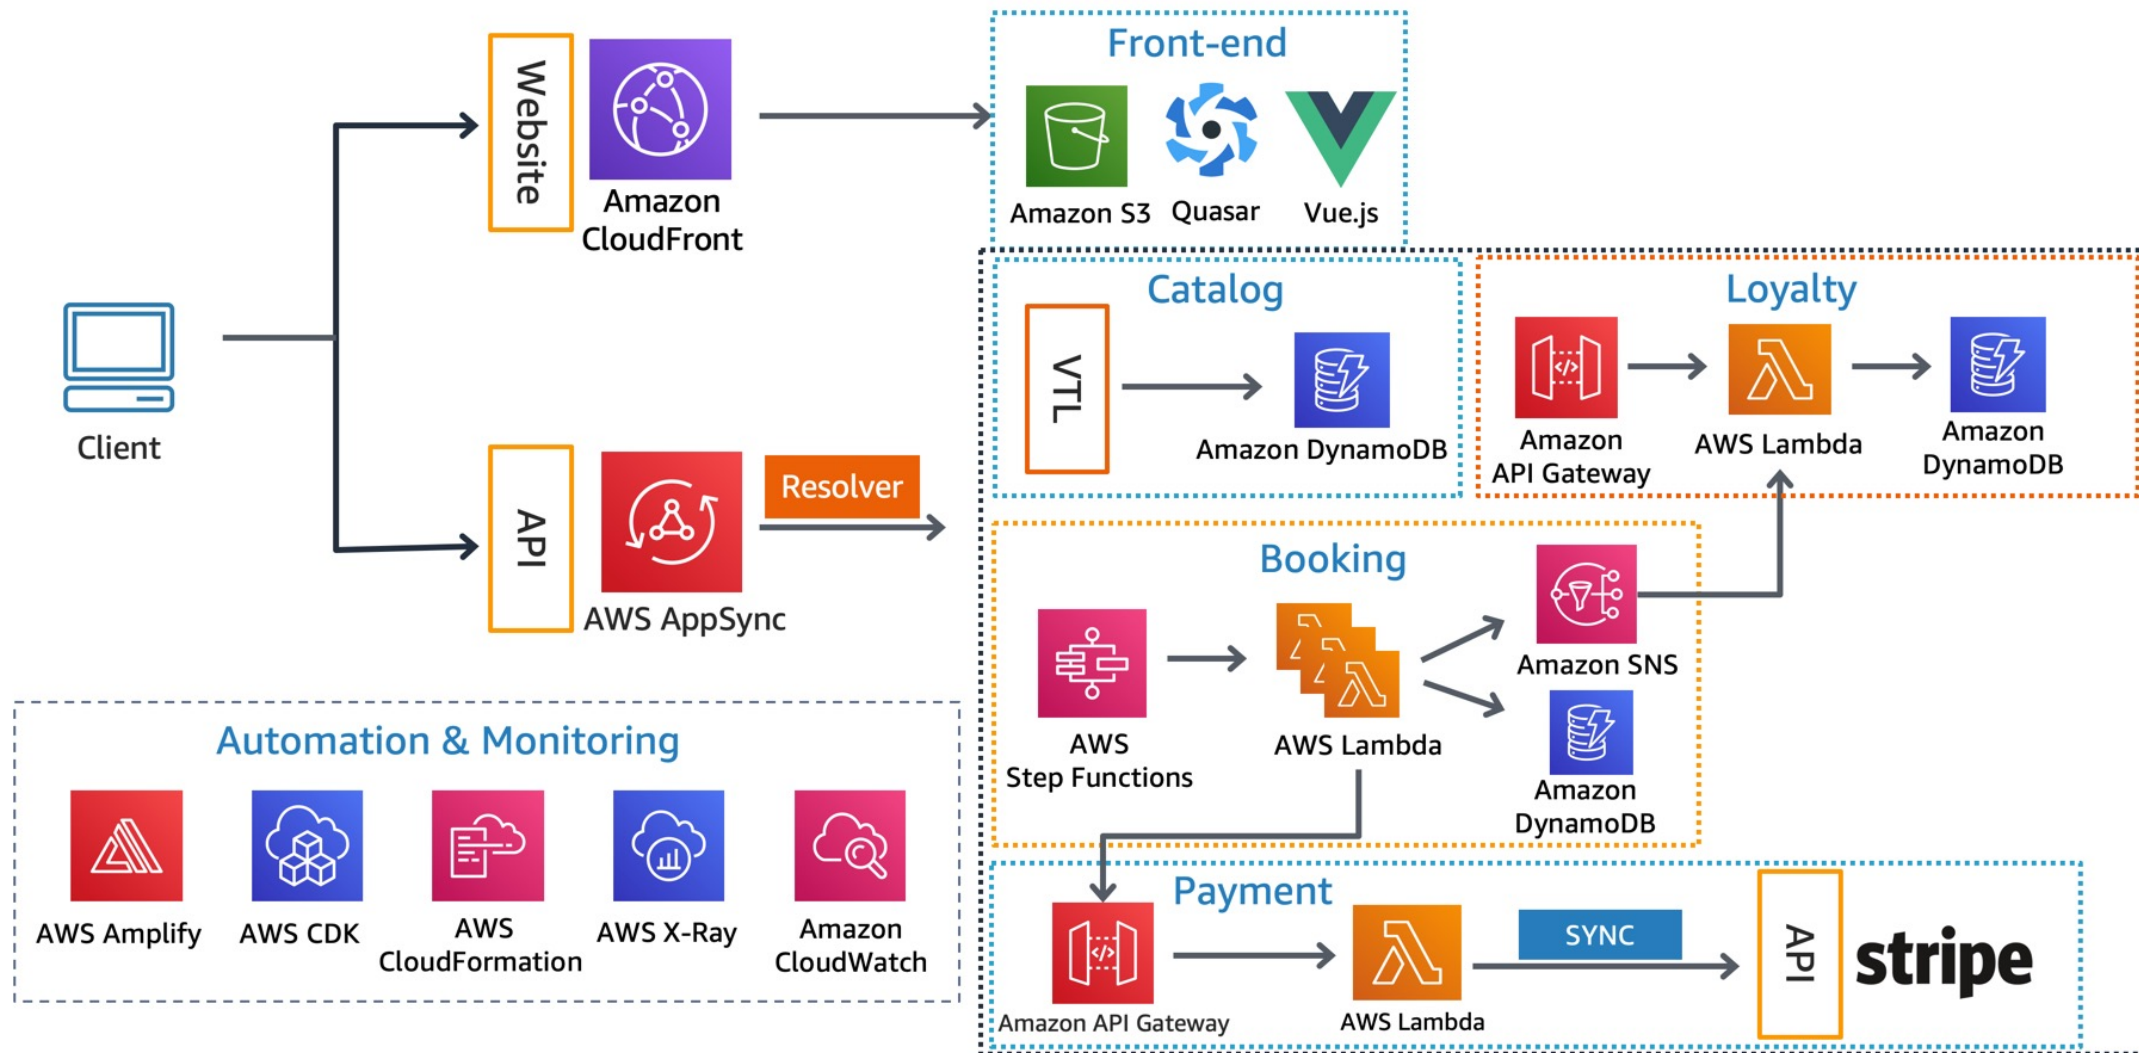 Website
Amazon
CloudFront
Front-end
Amazon S3
Quasar
Vue.js
Client
API
AWS AppSync
Resolver
Catalog
VTL
Amazon DynamoDB
Loyalty
Amazon
API Gateway
AWS Lambda
Amazon
DynamoDB
Booking
AWS
Step Functions
AWS Lambda
Amazon SNS
Amazon
DynamoDB
Automation & Monitoring
AWS Amplify
AWS CDK
AWS
CloudFormation
AWS X-Ray
Amazon
CloudWatch
Payment
Amazon API Gateway
AWS Lambda
SYNC
API
stripe